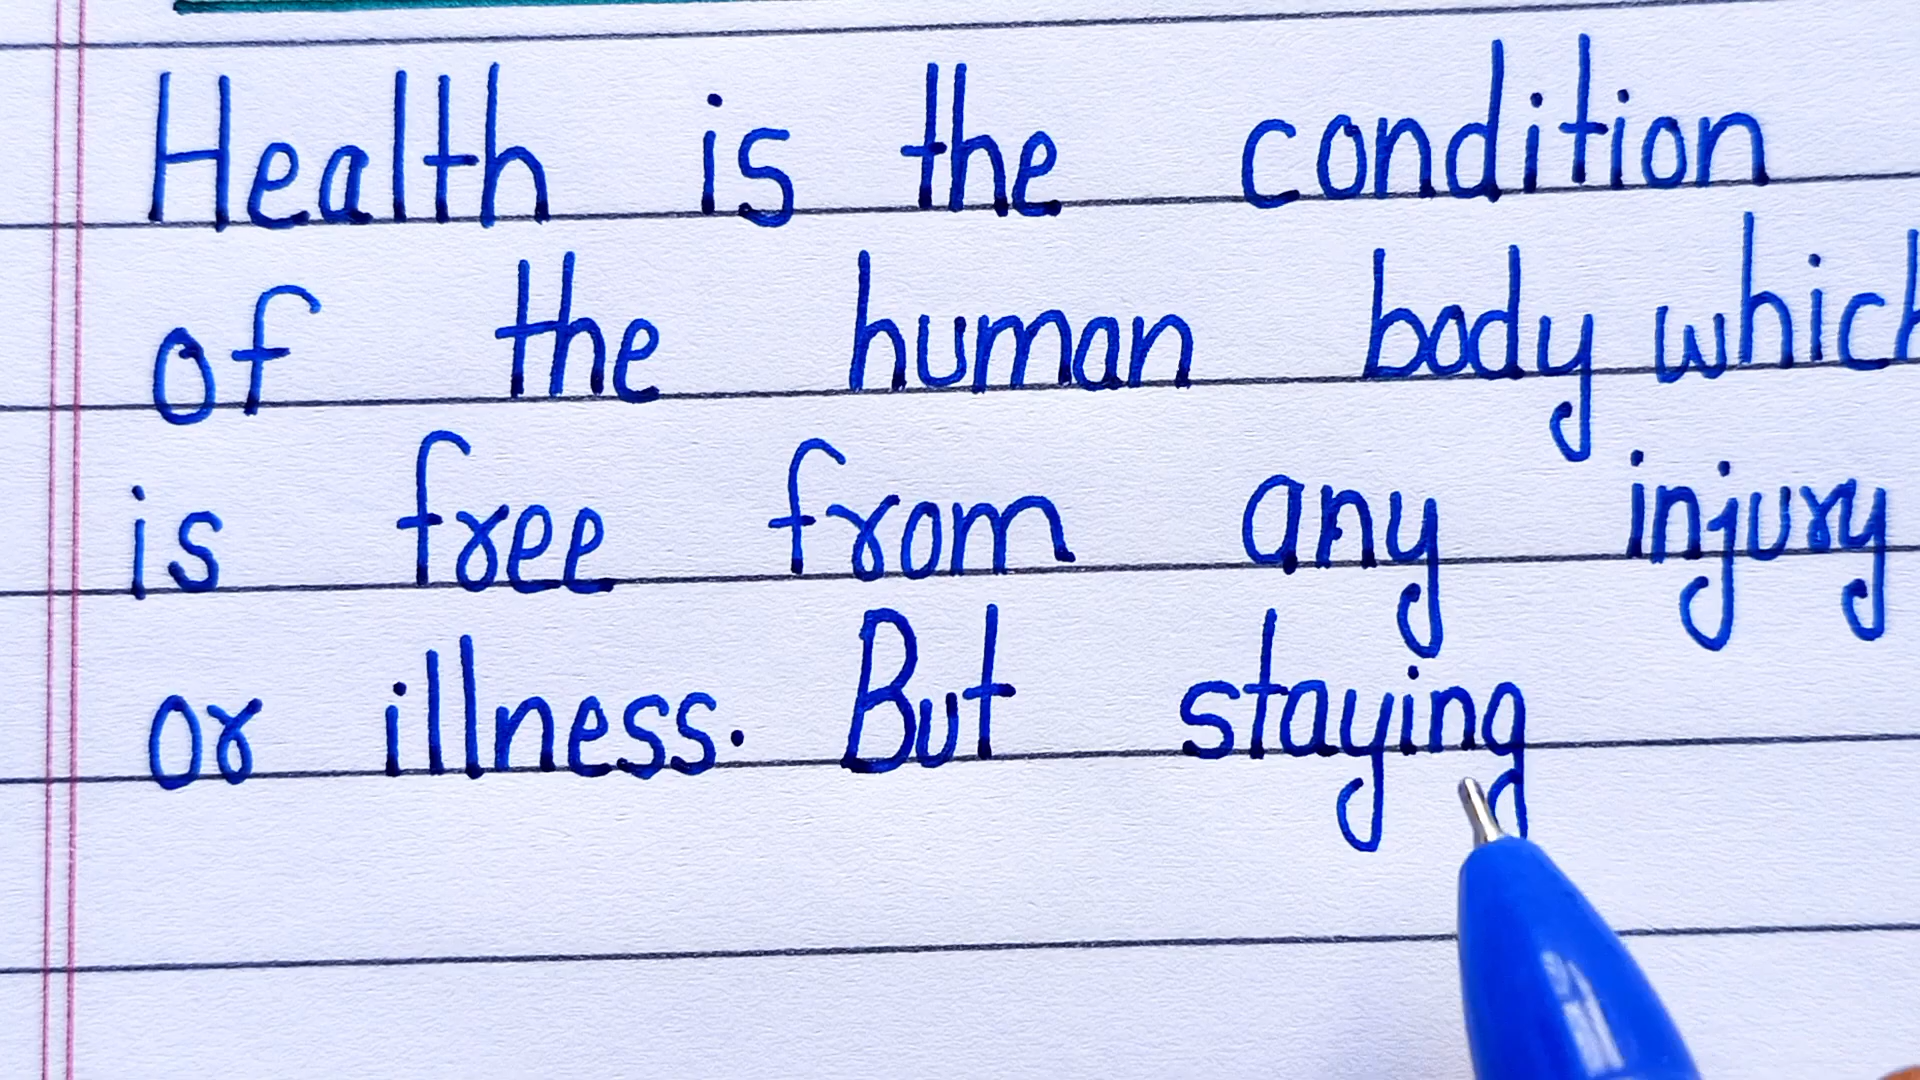 Health is the condition
of the human body which
is free from any injury
or illness. But staying